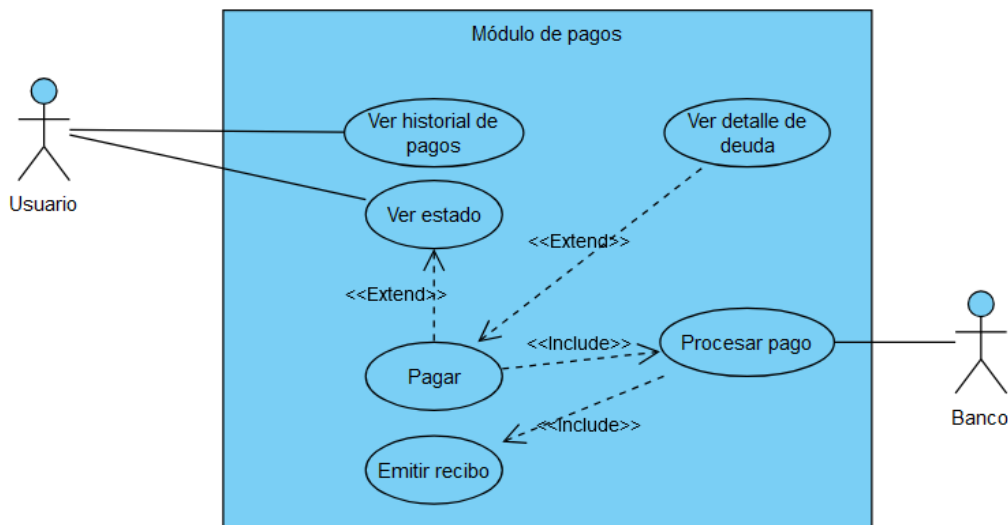 Módulo de pagos
Ver historial de
pagos
Ver detalle de
deuda
Usuario
Ver estado
<<Extend>>
<<Extend>>
<<Include>>
Procesar pago
Pagar
Banco
<<Include>>
Emitir recibo